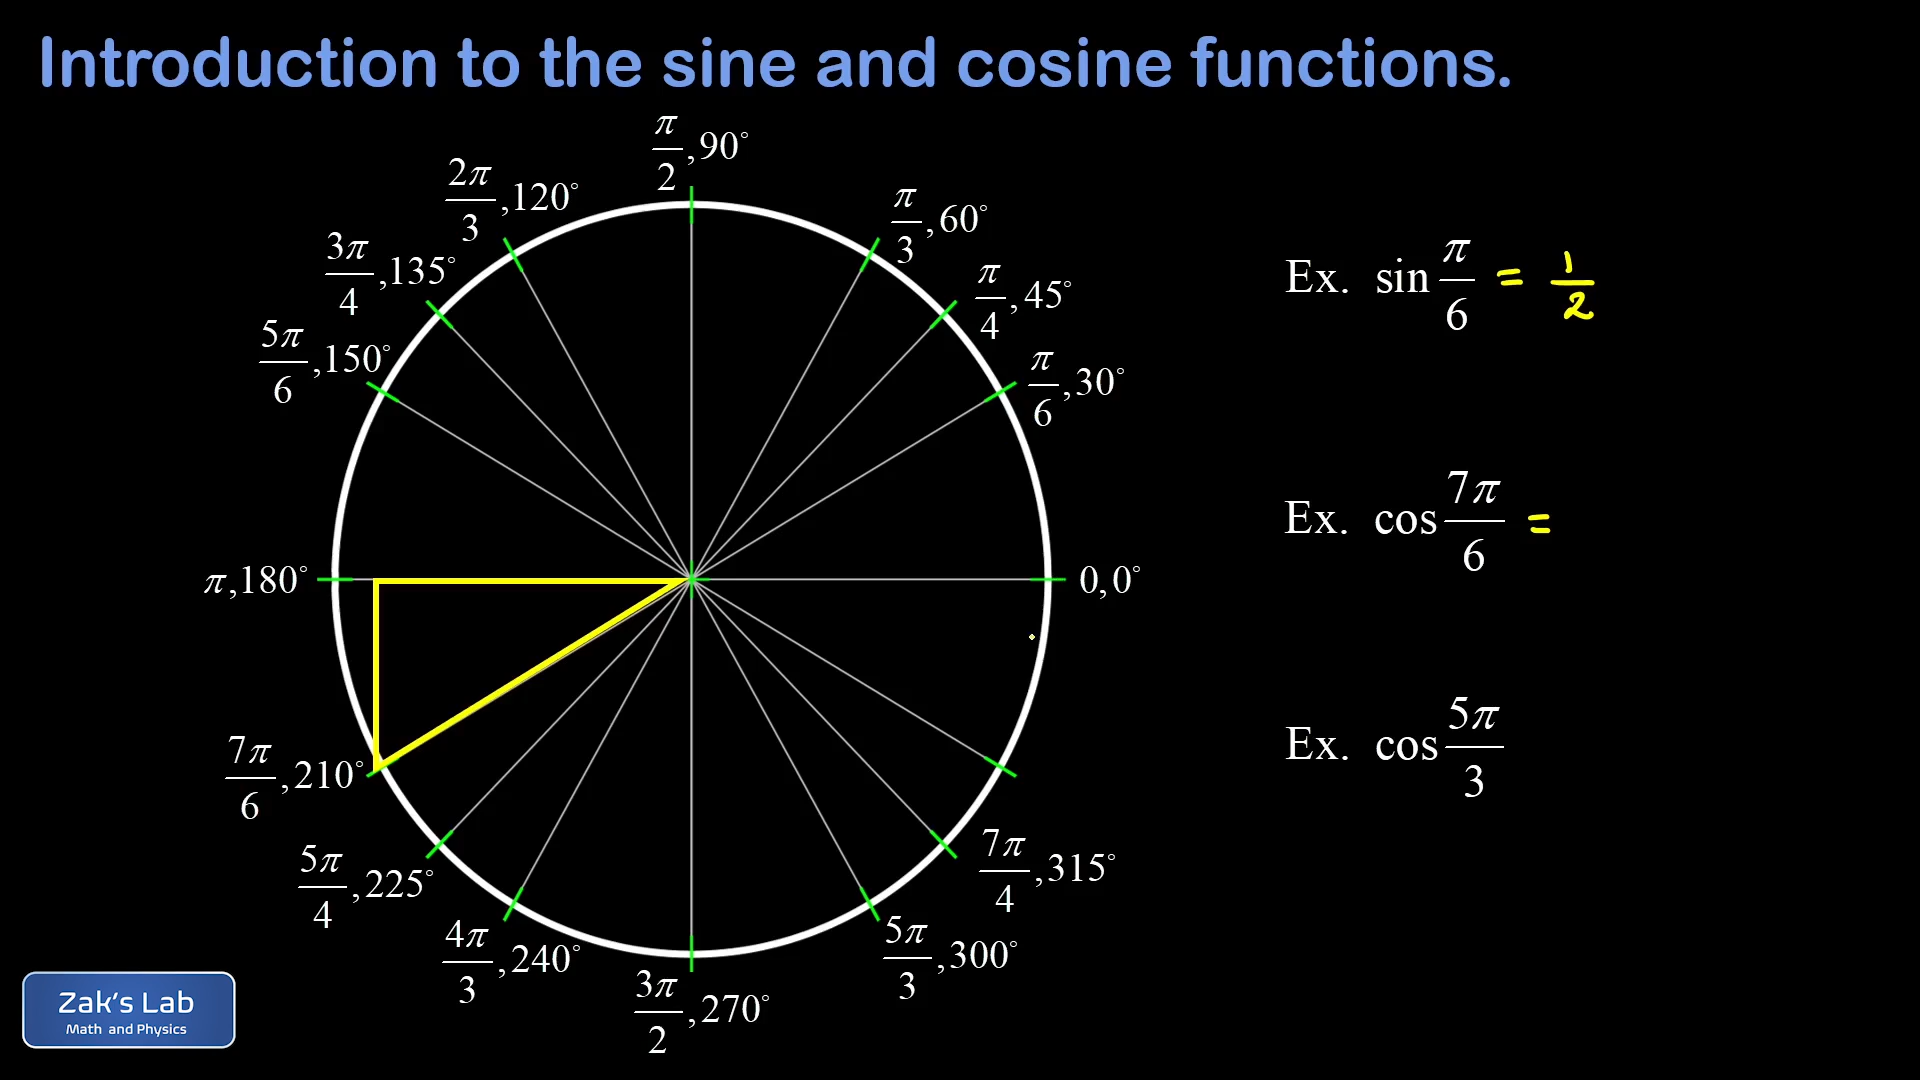 Introduction to the sine and cosine functions.
π/2, 90°
2π/3, 120°
π/3, 60°
3π/4, 135°
π/4, 45°
5π/6, 150°
π/6, 30°
π, 180°
0, 0°
7π/6, 210°
5π/4, 225°
7π/4, 315°
4π/3, 240°
5π/3, 300°
3π/2, 270°
Ex. sin π/6 = 1/2
Ex. cos 7π/6 =
Ex. cos 5π/3
Zak's Lab
Math and Physics